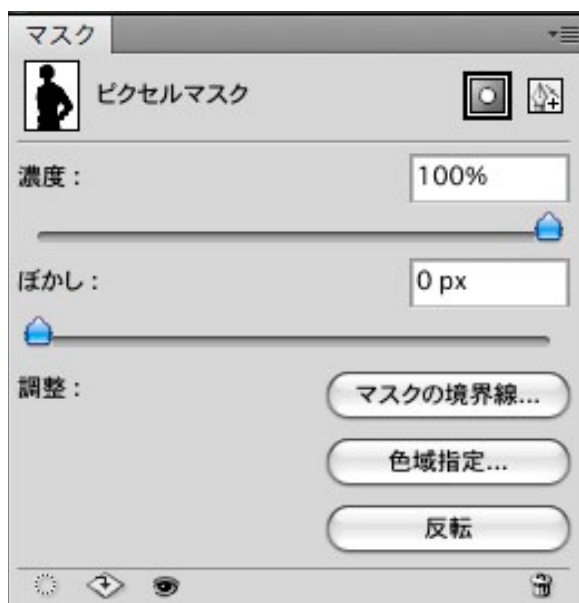 マスク
ピクセルマスク
濃度：
100%
ぼかし：
0 px
調整：
マスクの境界線...
色域指定...
反転